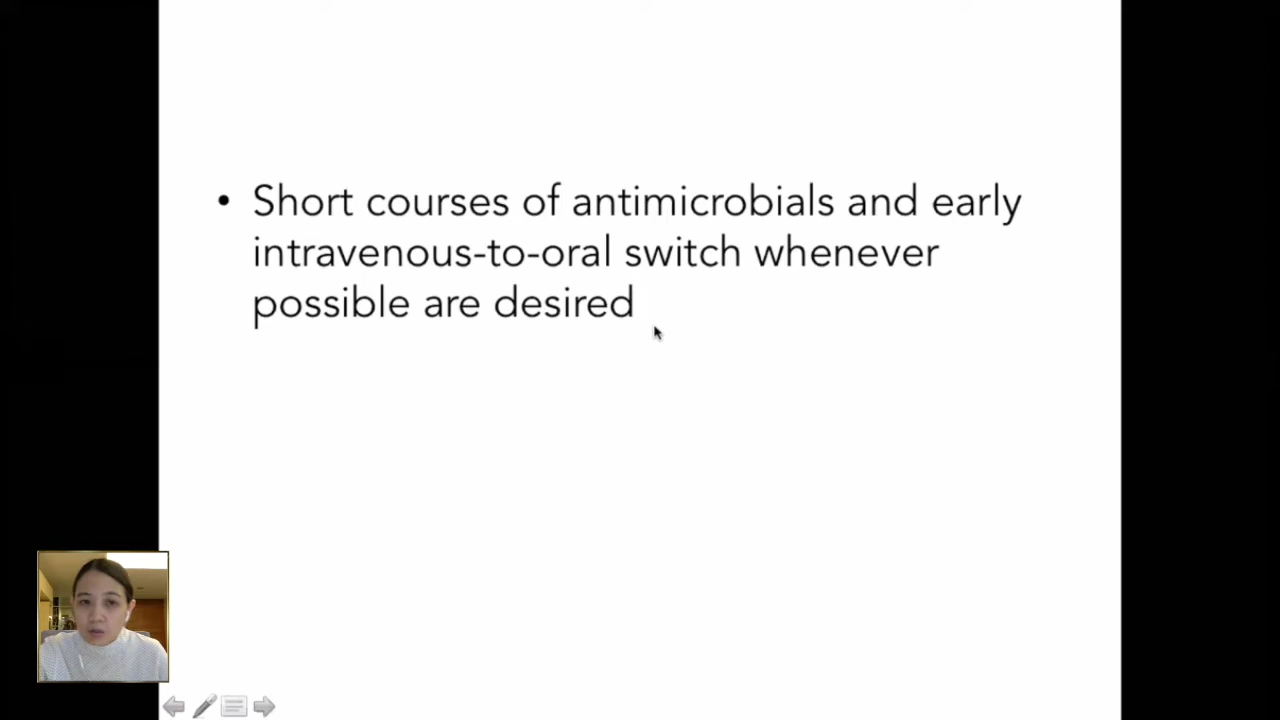 • Short courses of antimicrobials and early
intravenous-to-oral switch whenever
possible are desired